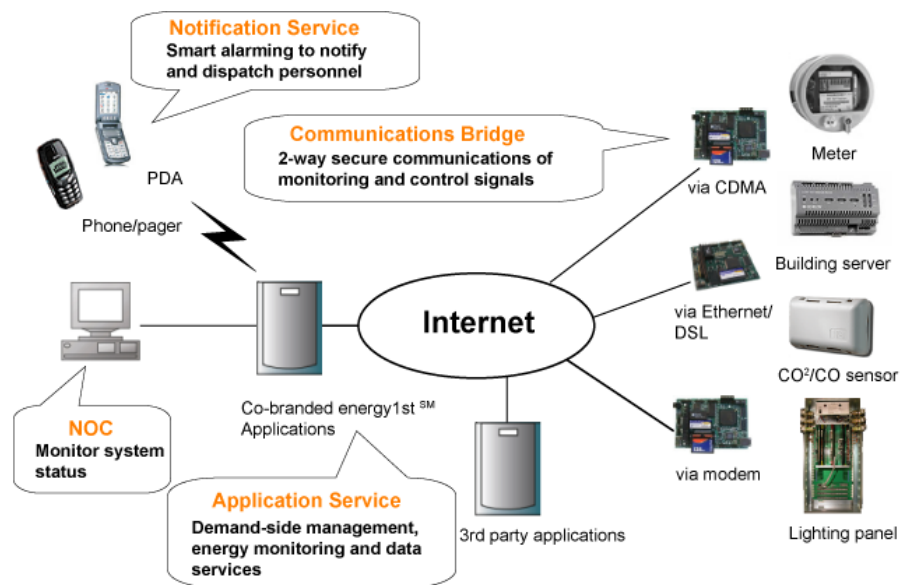 Notification Service
Smart alarming to notify
and dispatch personnel
Communications Bridge
2-way secure communications of
monitoring and control signals
PDA
Phone/pager
via CDMA
Meter
Building server
via Ethernet/
DSL
Internet
CO²/CO sensor
Co-branded energy1st ℠
Applications
NOC
Monitor system
status
Application Service
Demand-side management,
energy monitoring and data
services
3rd party applications
via modem
Lighting panel